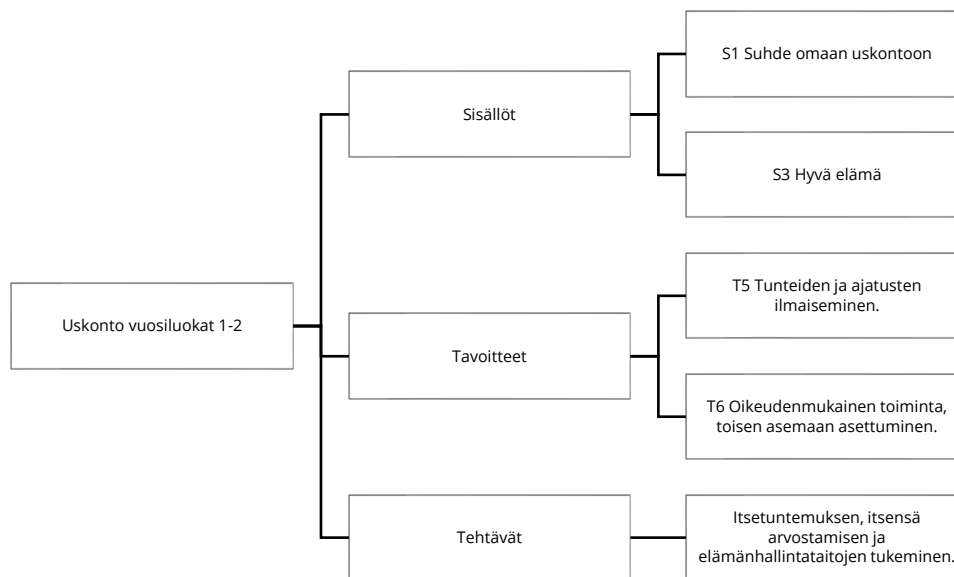 Uskonto vuosiluokat 1-2
Sisällöt
S1 Suhde omaan uskontoon
S3 Hyvä elämä
Tavoitteet
T5 Tunteiden ja ajatusten
ilmaiseminen.
T6 Oikeudenmukainen toiminta,
toisen asemaan asettuminen.
Tehtävät
Itsetuntemuksen, itsensä
arvostamisen ja
elämänhallintataitojen tukeminen.